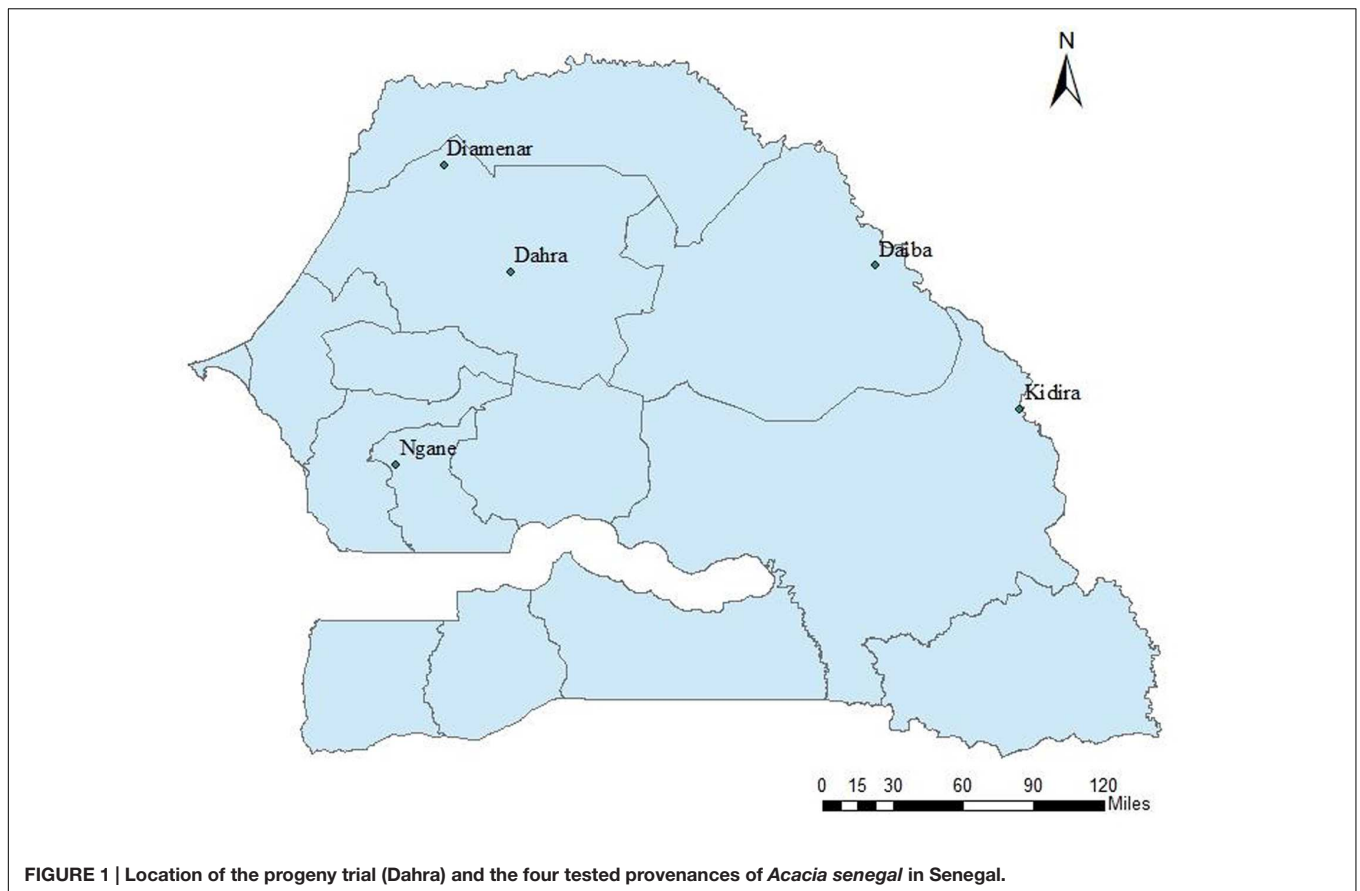 N
Diamenar
Dahra
Daiba
Kidira
Ngane
0 15 30 60 90 120
Miles
FIGURE 1 | Location of the progeny trial (Dahra) and the four tested provenances of Acacia senegal in Senegal.